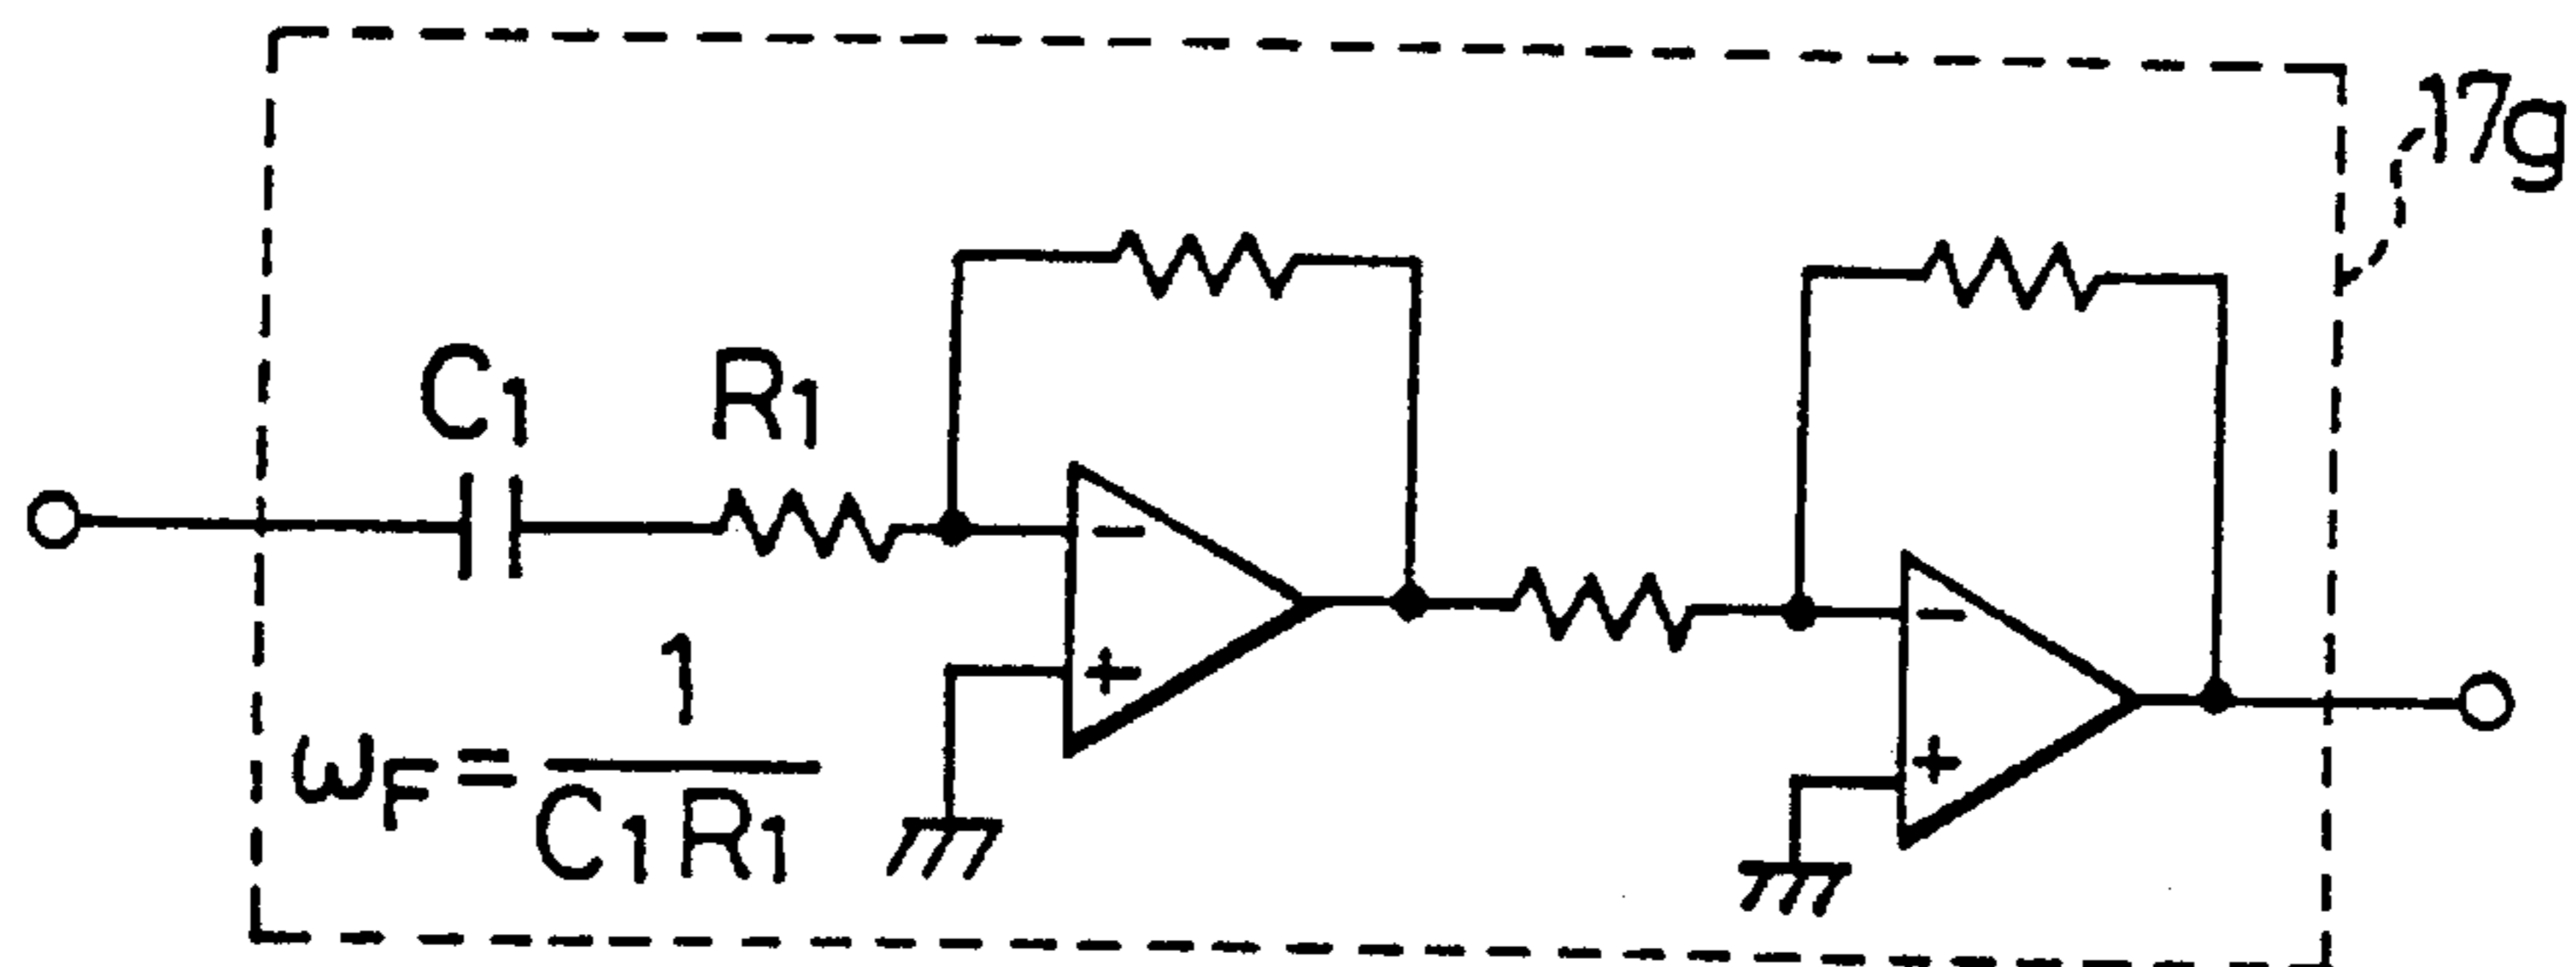 17g
C1 R1
- 
+
-
+
ωF=1/C1R1